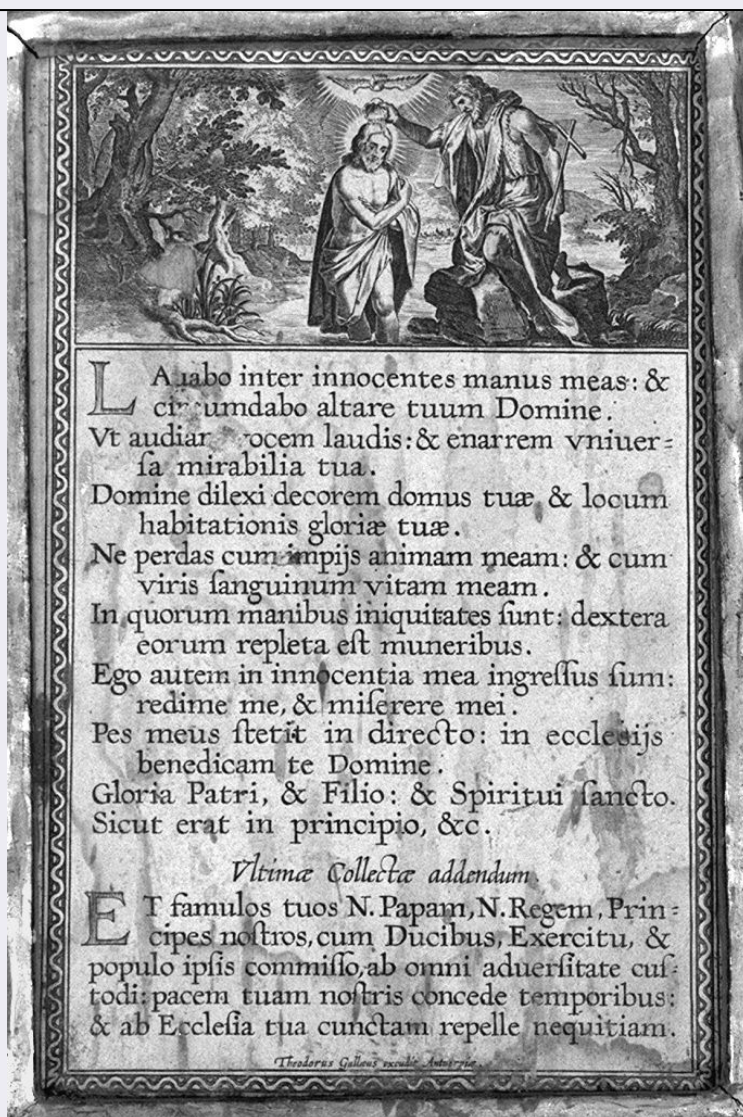 LAuabo inter innocentes manus meas: &
circumdabo altare tuum Domine.
Vt audiar vocem laudis: & enarrem vniuer=
ſa mirabilia tua.
Domine dilexi decorem domus tuæ, & locum
habitationis gloriæ tuæ.
Ne perdas cum impijs animam meam: & cum
viris ſanguinum vitam meam.
In quorum manibus iniquitates ſunt: dextera
eorum repleta eſt muneribus.
Ego autem in innocentia mea ingreſſus ſum:
redime me, & miſerere mei.
Pes meus ſtetit in directo: in eccleſijs
benedicam te Domine.
Gloria Patri, & Filio: & Spiritui ſancto.
Sicut erat in principio, &c.
Vltimæ Collectæ addendum.
ET famulos tuos N. Papam, N. Regem, Prin=
cipes noſtros, cum Ducibus, Exercitu, &
populo ipſis commiſſo, ab omni aduerſitate cuſ=
todi: pacem tuam noſtris concede temporibus:
& ab Eccleſia tua cunctam repelle nequitiam.
Theodorus Gallæus excudit Antuerpiæ.